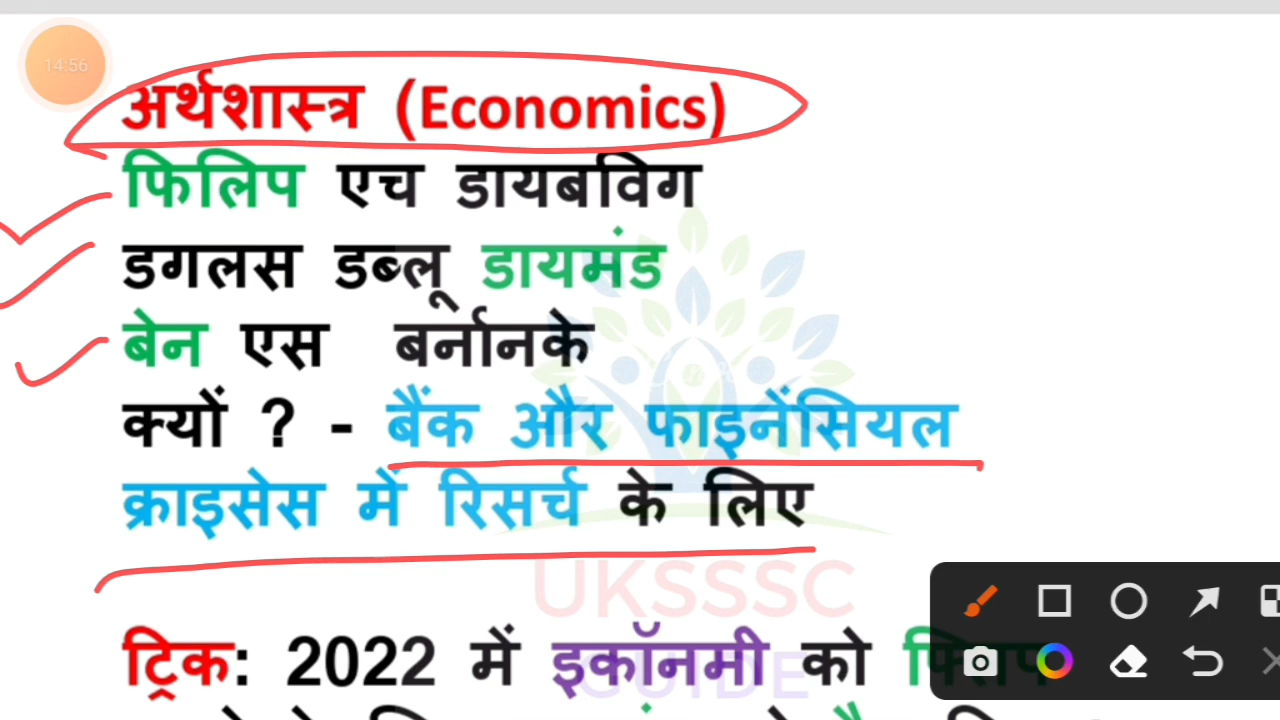 14:56
अर्थशास्त्र (Economics)
फिलिप एच डायबविग
डगलस डब्लू डायमंड
बेन एस बर्नानके
क्यों ? - बैंक और फाइनेंसियल
क्राइसेस में रिसर्च के लिए
UKSSSC
GUIDE
ट्रिक: 2022 में इकॉनमी को